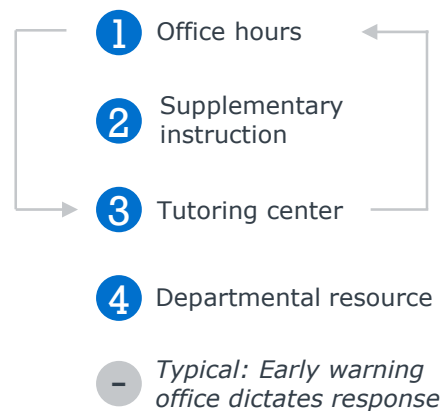 1 Office hours
2 Supplementary
instruction
3 Tutoring center
4 Departmental resource
- Typical: Early warning
office dictates response